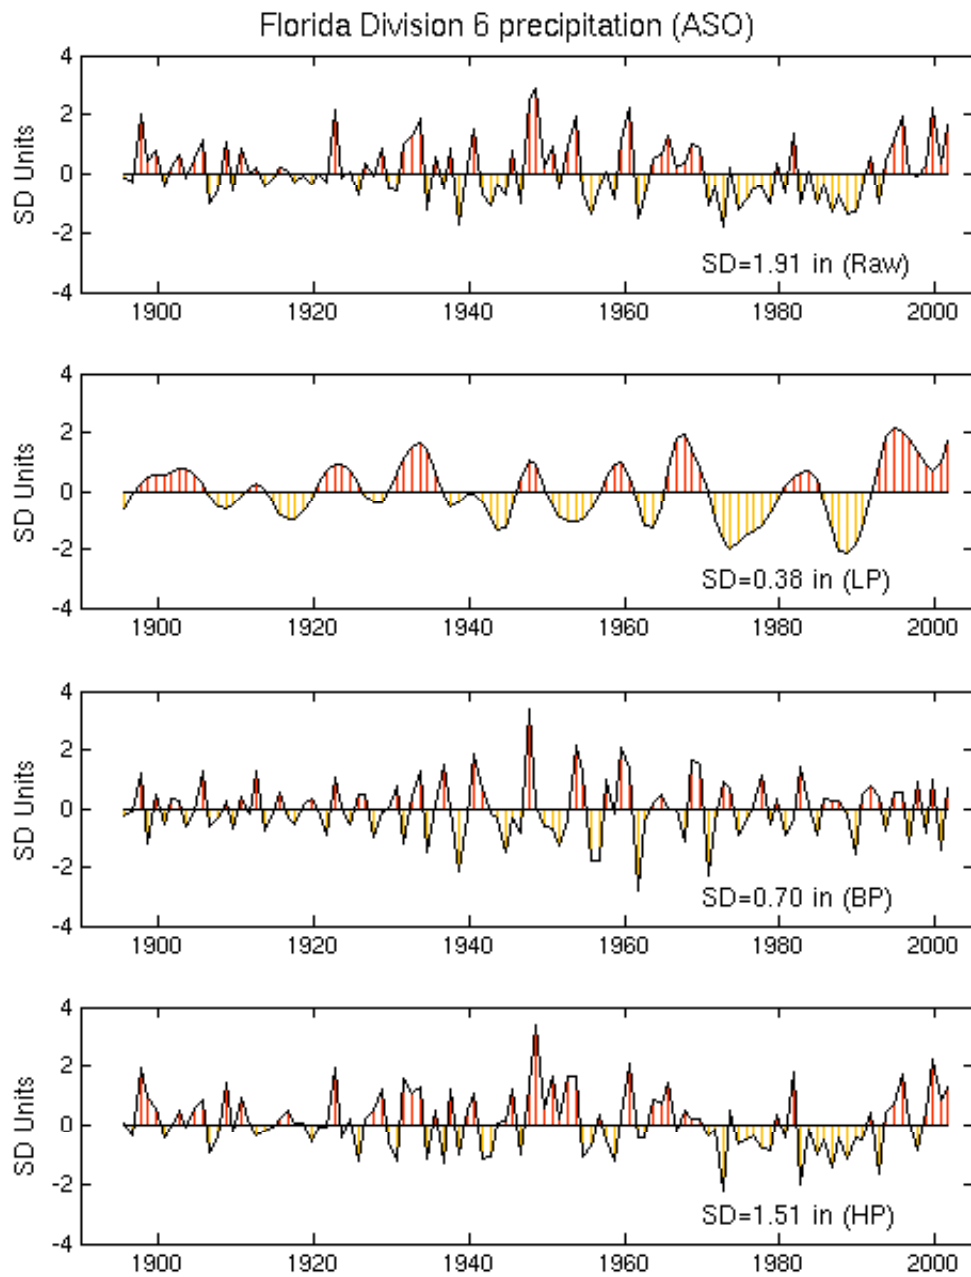 Florida Division 6 precipitation (ASO)
4
2
0
-2
-4
SD Units
SD=1.91 in (Raw)
1900 1920 1940 1960 1980 2000
4
2
0
-2
-4
SD Units
SD=0.38 in (LP)
1900 1920 1940 1960 1980 2000
4
2
0
-2
-4
SD Units
SD=0.70 in (BP)
1900 1920 1940 1960 1980 2000
4
2
0
-2
-4
SD Units
SD=1.51 in (HP)
1900 1920 1940 1960 1980 2000